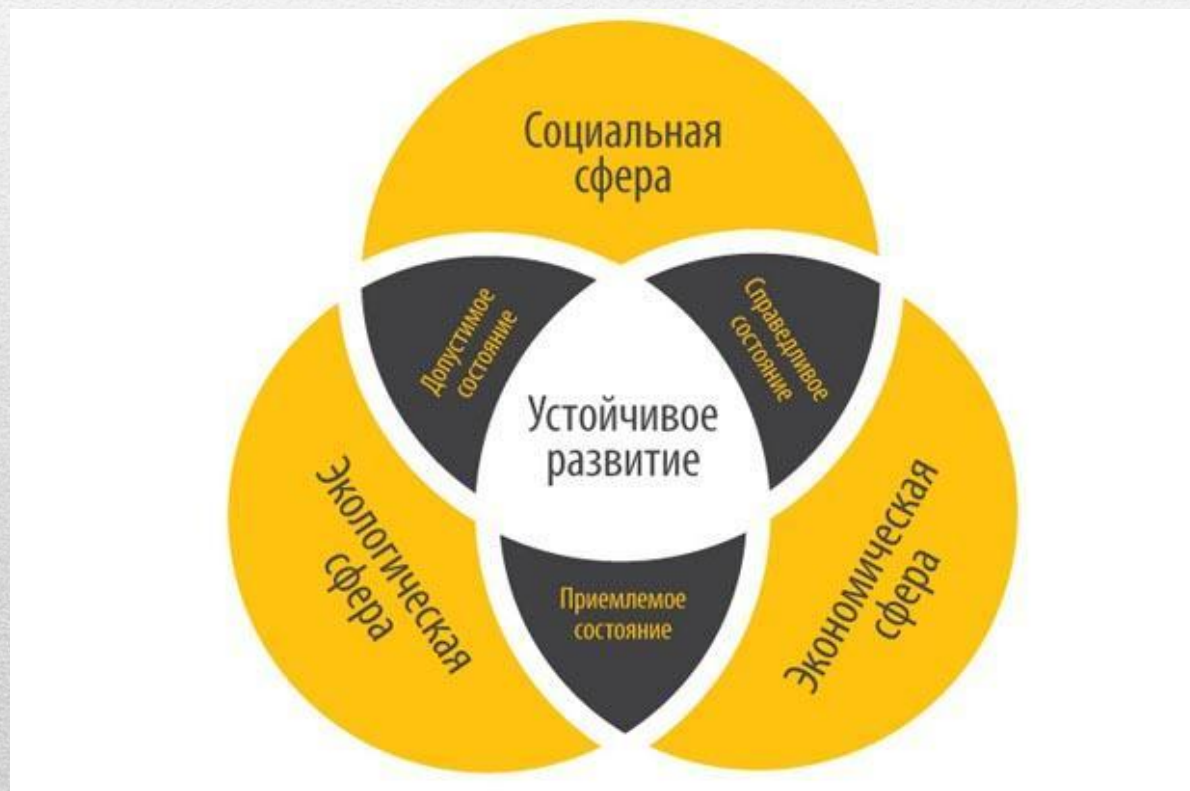 Социальная
сфера
Допустимое
состояние
Справедливое
состояние
Устойчивое
развитие
Экологическая
сфера
Экономическая
сфера
Приемлемое
состояние